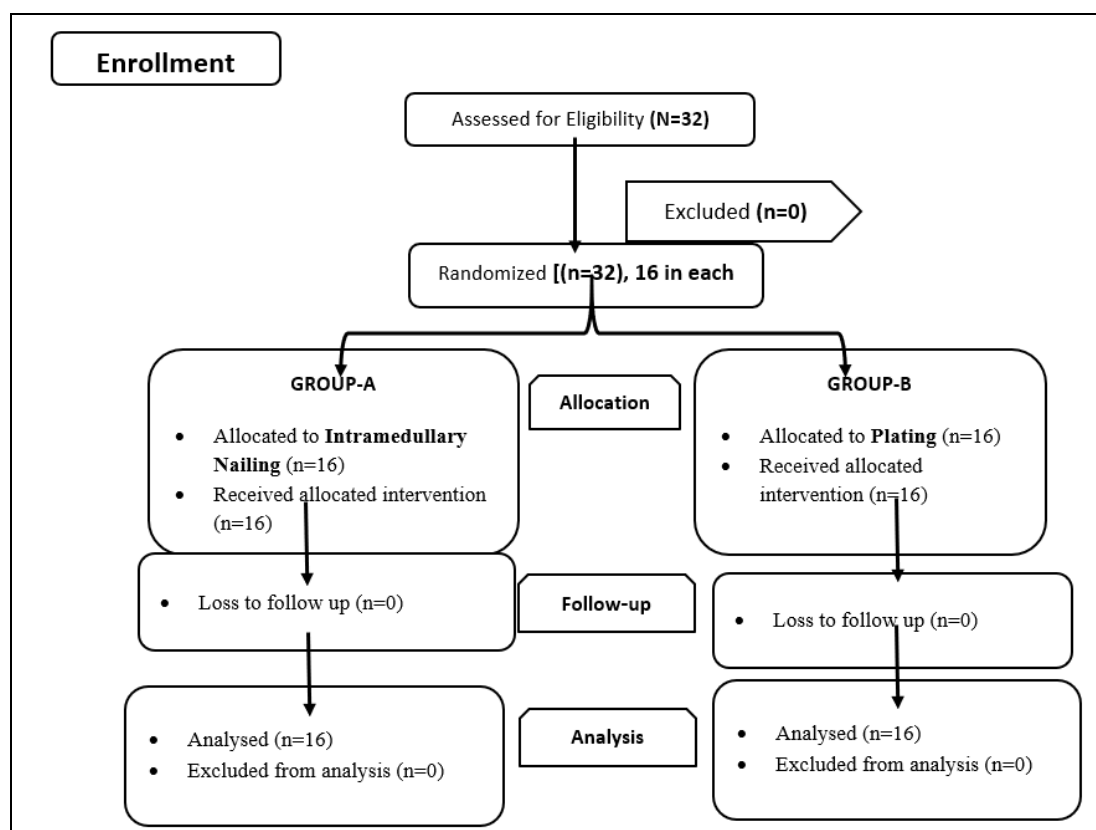 Enrollment
Assessed for Eligibility (N=32)
Excluded (n=0)
Randomized [(n=32), 16 in each
GROUP-A
• Allocated to Intramedullary
Nailing (n=16)
• Received allocated intervention
(n=16)
Allocation
GROUP-B
• Allocated to Plating (n=16)
• Received allocated
intervention (n=16)
• Loss to follow up (n=0)
Follow-up
• Loss to follow up (n=0)
• Analysed (n=16)
• Excluded from analysis (n=0)
Analysis
• Analysed (n=16)
• Excluded from analysis (n=0)